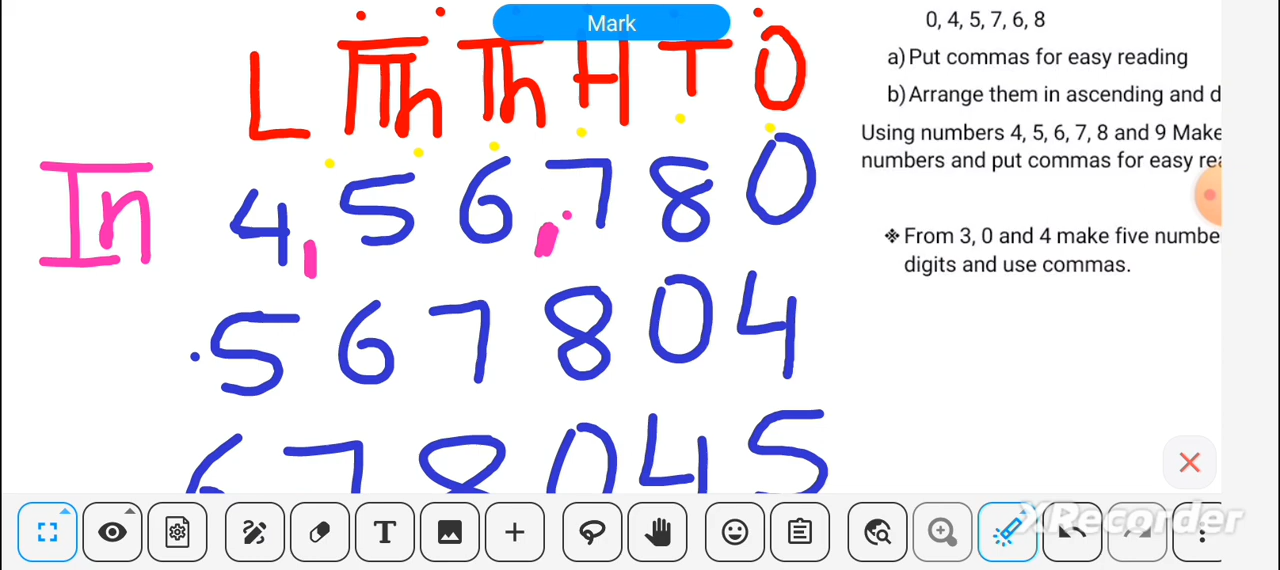 Mark
L TTh Th H T O
In 4,56,780
567804
678045
0, 4, 5, 7, 6, 8
a) Put commas for easy reading
b) Arrange them in ascending and d
Using numbers 4, 5, 6, 7, 8 and 9 Make
numbers and put commas for easy rea
❖ From 3, 0 and 4 make five numbe
digits and use commas.
T
XRecorder